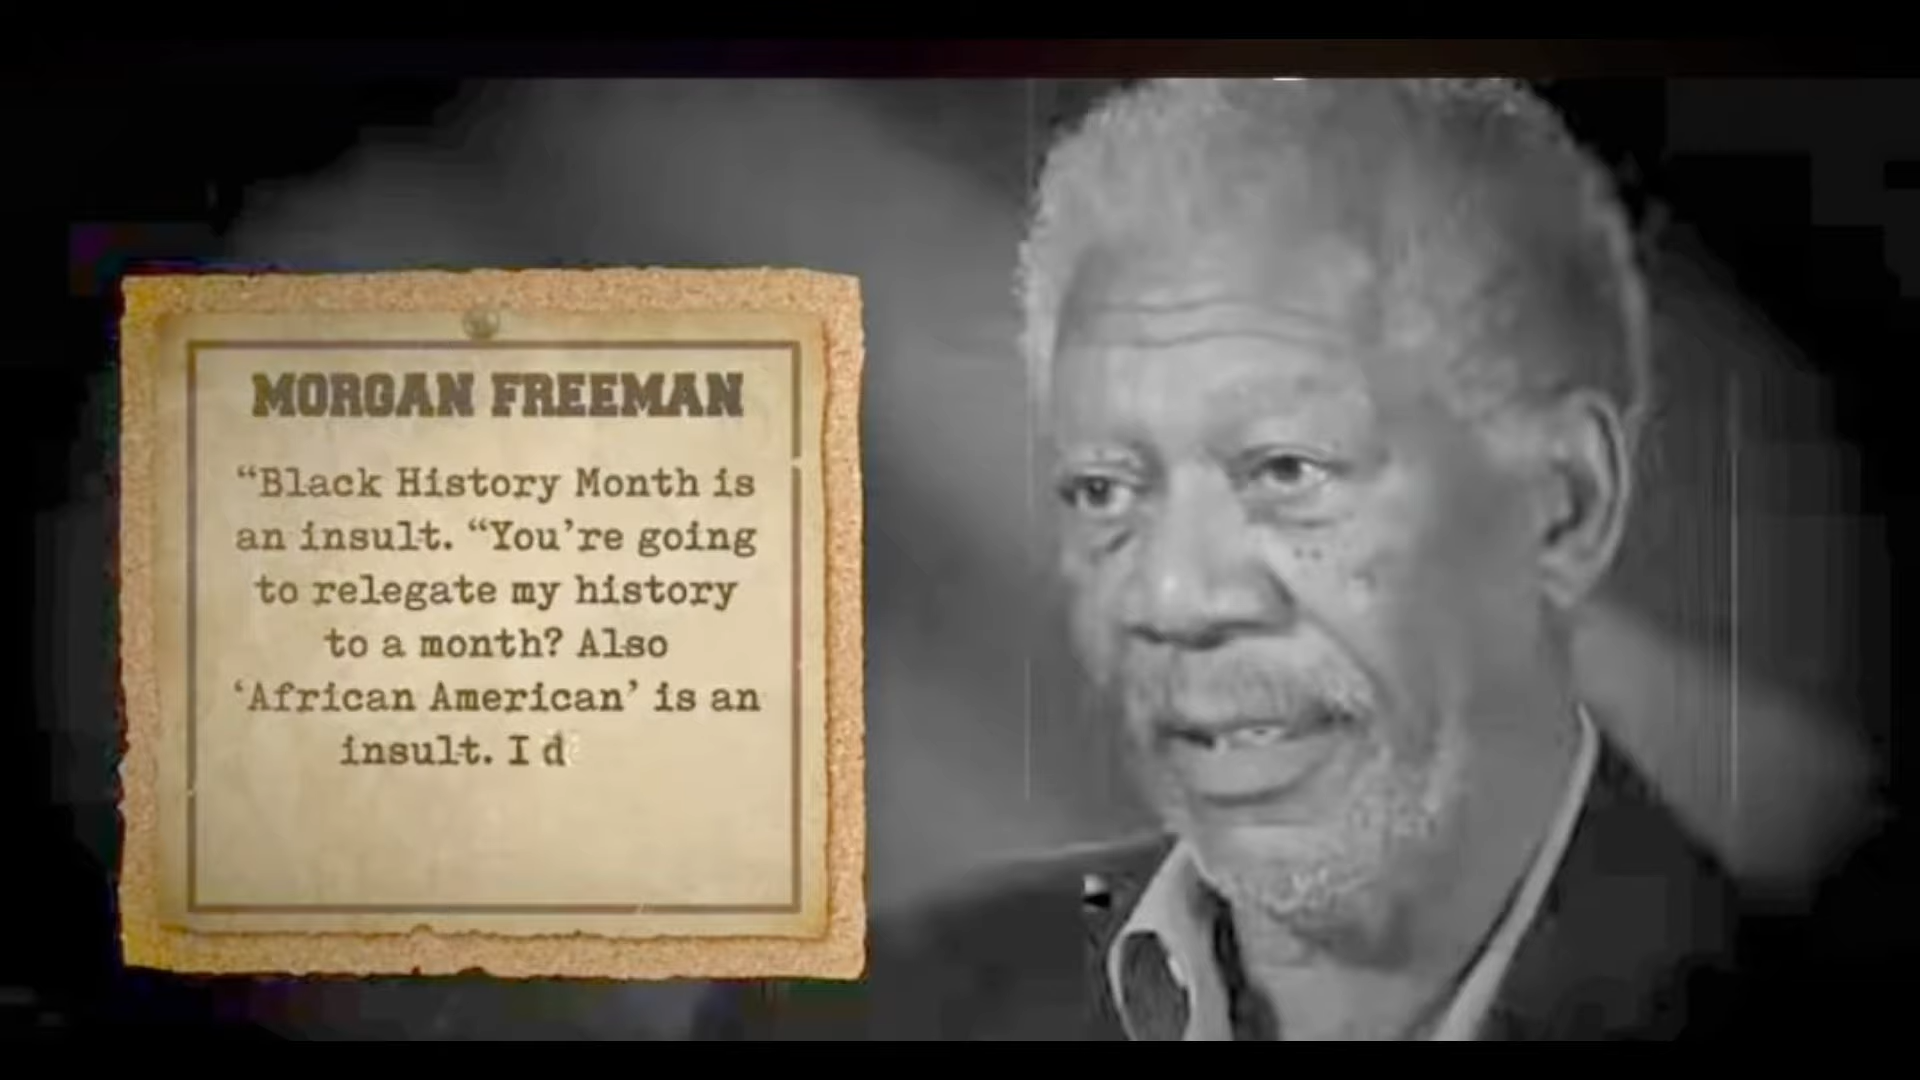 MORGAN FREEMAN
“Black History Month is
an insult. “You’re going
to relegate my history
to a month? Also
‘African American’ is an
insult. I d